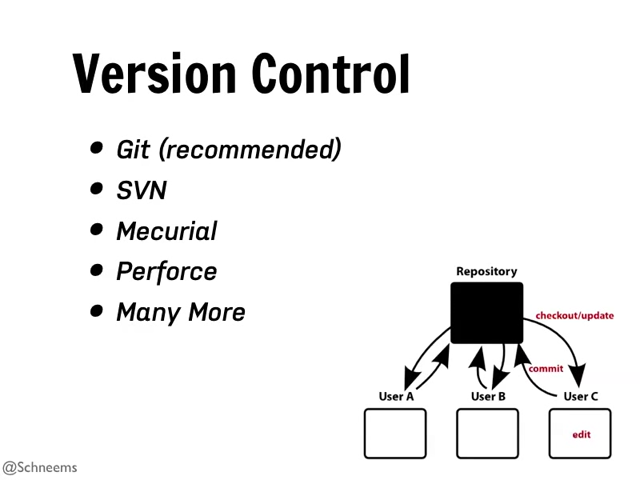 Version Control
• Git (recommended)
• SVN
• Mecurial
• Perforce
• Many More
Repository
checkout/update
commit
User A
User B
User C
edit
@Schneems